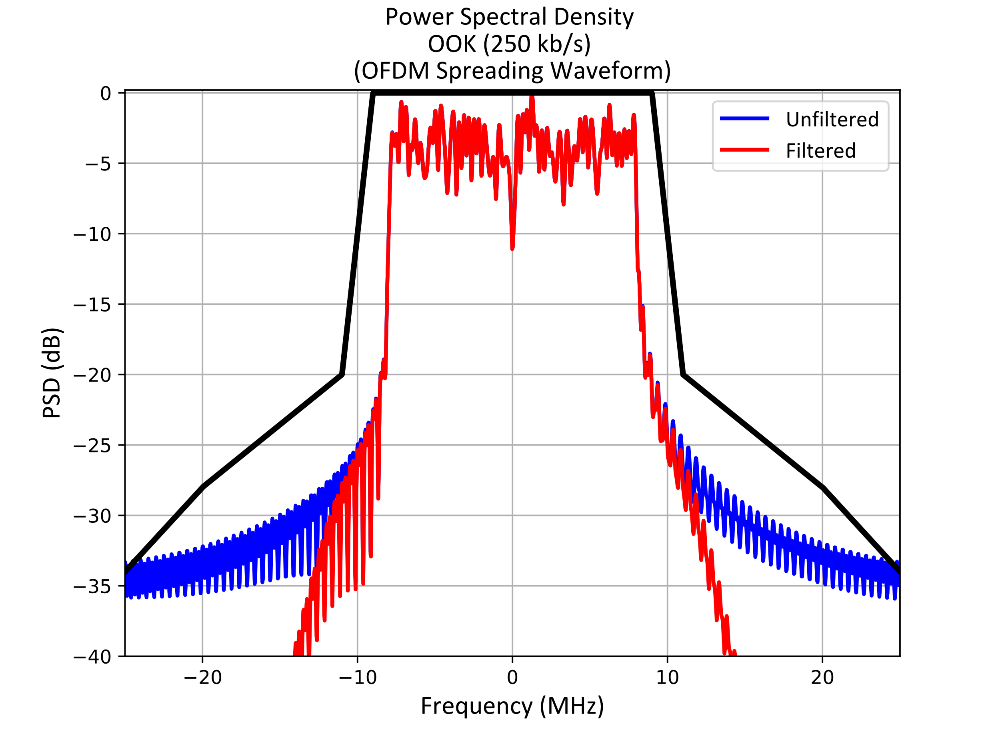 Power Spectral Density
OOK (250 kb/s)
(OFDM Spreading Waveform)
Unfiltered
Filtered
0
−5
−10
−15
−20
−25
−30
−35
−40
PSD (dB)
−20 −10 0 10 20
Frequency (MHz)